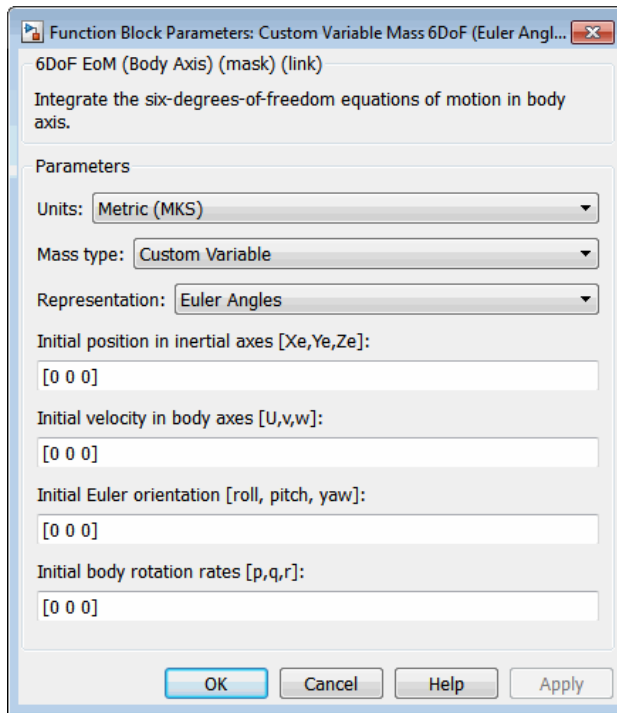 Function Block Parameters: Custom Variable Mass 6DoF (Euler Angl...
6DoF EoM (Body Axis) (mask) (link)
Integrate the six-degrees-of-freedom equations of motion in body
axis.
Parameters
Units: Metric (MKS)
Mass type: Custom Variable
Representation: Euler Angles
Initial position in inertial axes [Xe,Ye,Ze]:
[0 0 0]
Initial velocity in body axes [U,v,w]:
[0 0 0]
Initial Euler orientation [roll, pitch, yaw]:
[0 0 0]
Initial body rotation rates [p,q,r]:
[0 0 0]
OK Cancel Help Apply